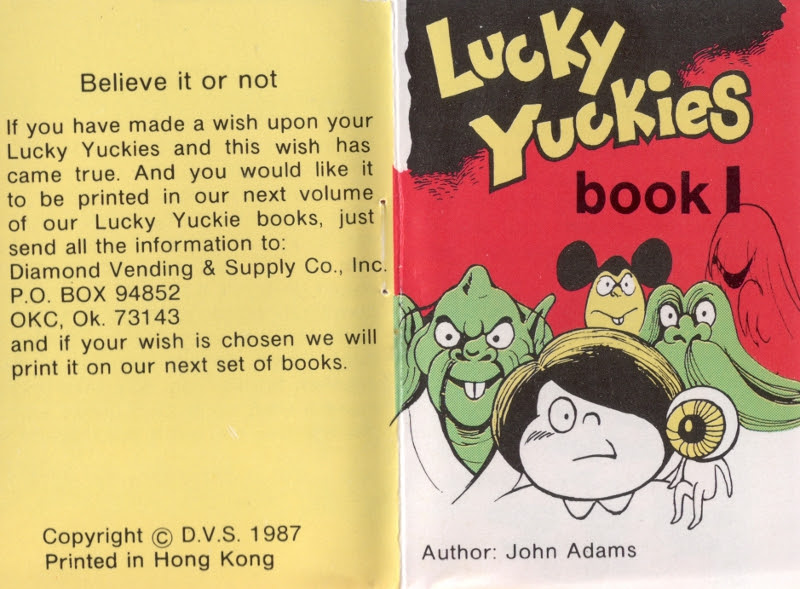 Believe it or not
If you have made a wish upon your
Lucky Yuckies and this wish has
came true. And you would like it
to be printed in our next volume
of our Lucky Yuckie books, just
send all the information to:
Diamond Vending & Supply Co., Inc.
P.O. BOX 94852
OKC, Ok. 73143
and if your wish is chosen we will
print it on our next set of books.
Copyright © D.V.S. 1987
Printed in Hong Kong
LUCKY
YUCKIES
book 1
Author: John Adams